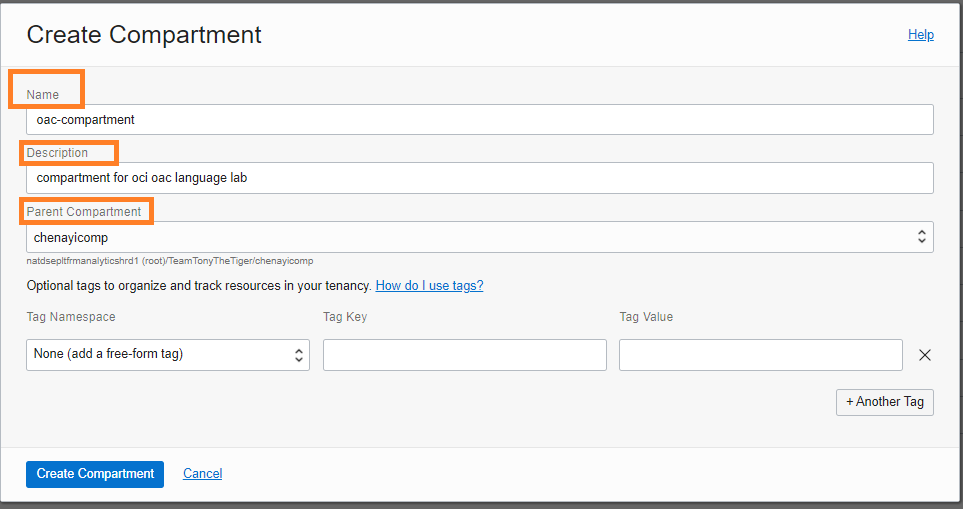 Create Compartment
Help
Name
oac-compartment
Description
compartment for oci oac language lab
Parent Compartment
chenayicomp
natdsepltfrmanalyticshrd1 (root)/TeamTonyTheTiger/chenayicomp
Optional tags to organize and track resources in your tenancy. How do I use tags?
Tag Namespace Tag Key Tag Value
None (add a free-form tag)
+ Another Tag
Create Compartment Cancel